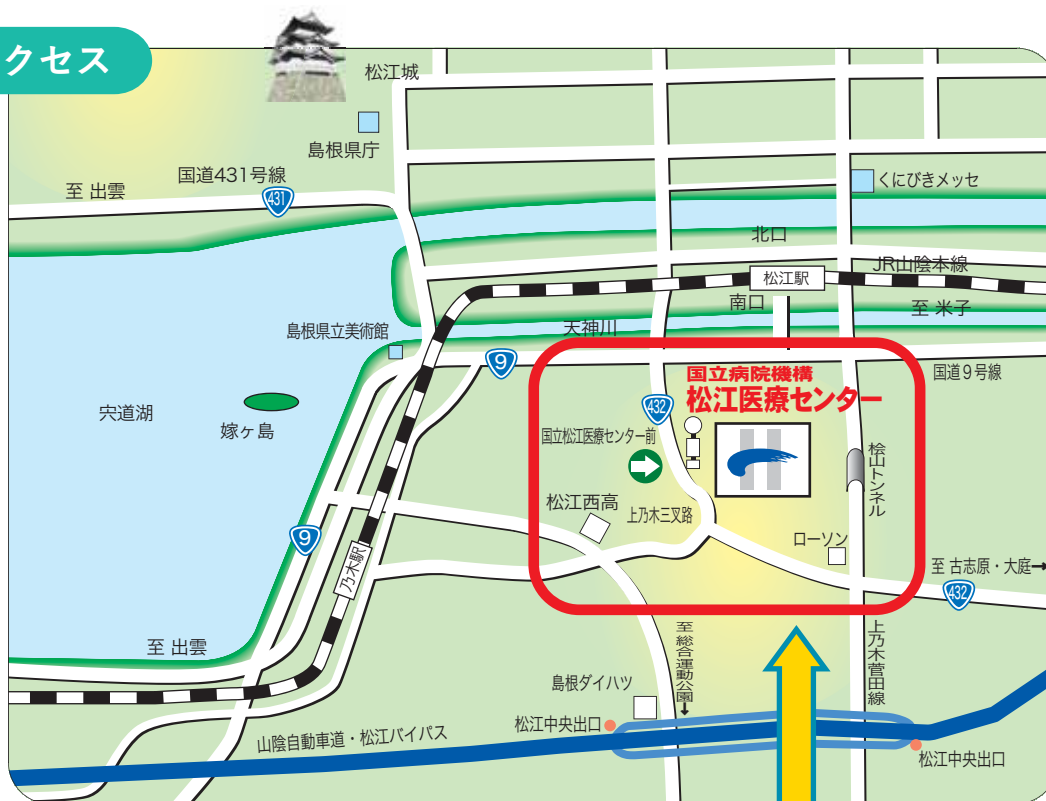 クセス
松江城
島根県庁
国道431号線
至 出雲
431
くにびきメッセ
北口
JR山陰本線
松江駅
南口
至 米子
天神川
島根県立美術館
9
国道9号線
国立病院機構
松江医療センター
432
宍道湖
嫁ヶ島
国立松江医療センター前
桧山トンネル
松江西高
上乃木三叉路
9
乃木駅
ローソン
至 古志原・大庭→
432
至 出雲
至総合運動公園→
上乃木菅田線
島根ダイハツ
松江中央出口
山陰自動車道・松江バイパス
松江中央出口